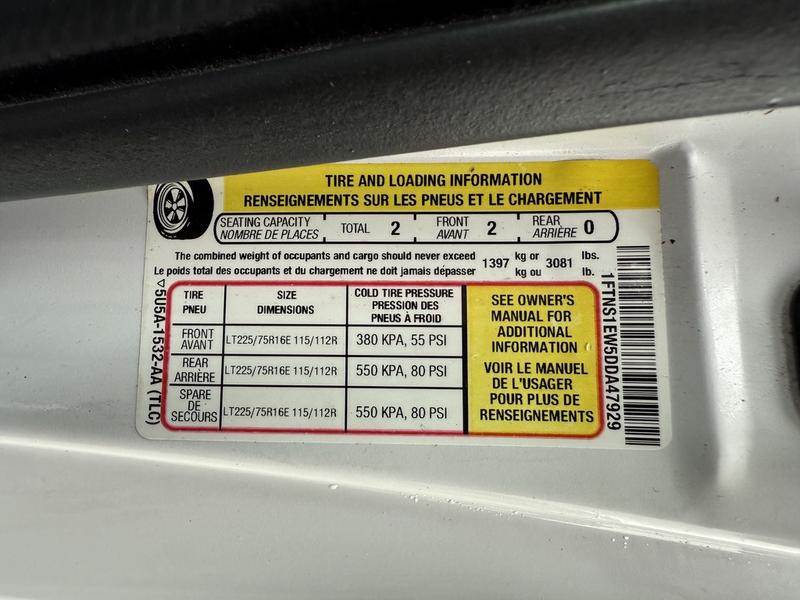 TIRE AND LOADING INFORMATION
RENSEIGNEMENTS SUR LES PNEUS ET LE CHARGEMENT
SEATING CAPACITY
NOMBRE DE PLACES
TOTAL 2
FRONT
AVANT 2
REAR
ARRIÈRE 0
The combined weight of occupants and cargo should never exceed 1397 kg or 3081 lbs.
Le poids total des occupants et du chargement ne doit jamais dépasser kg ou lb.
TIRE
PNEU
SIZE
DIMENSIONS
COLD TIRE PRESSURE
PRESSION DES
PNEUS À FROID
FRONT
AVANT
LT225/75R16E 115/112R
380 KPA, 55 PSI
REAR
ARRIÈRE
LT225/75R16E 115/112R
550 KPA, 80 PSI
SPARE
DE
SECOURS
LT225/75R16E 115/112R
550 KPA, 80 PSI
SEE OWNER'S
MANUAL FOR
ADDITIONAL
INFORMATION
VOIR LE MANUEL
DE L'USAGER
POUR PLUS DE
RENSEIGNEMENTS
▽5U5A-1532-AA (TLC)
1FTNS1EW5DDA47929